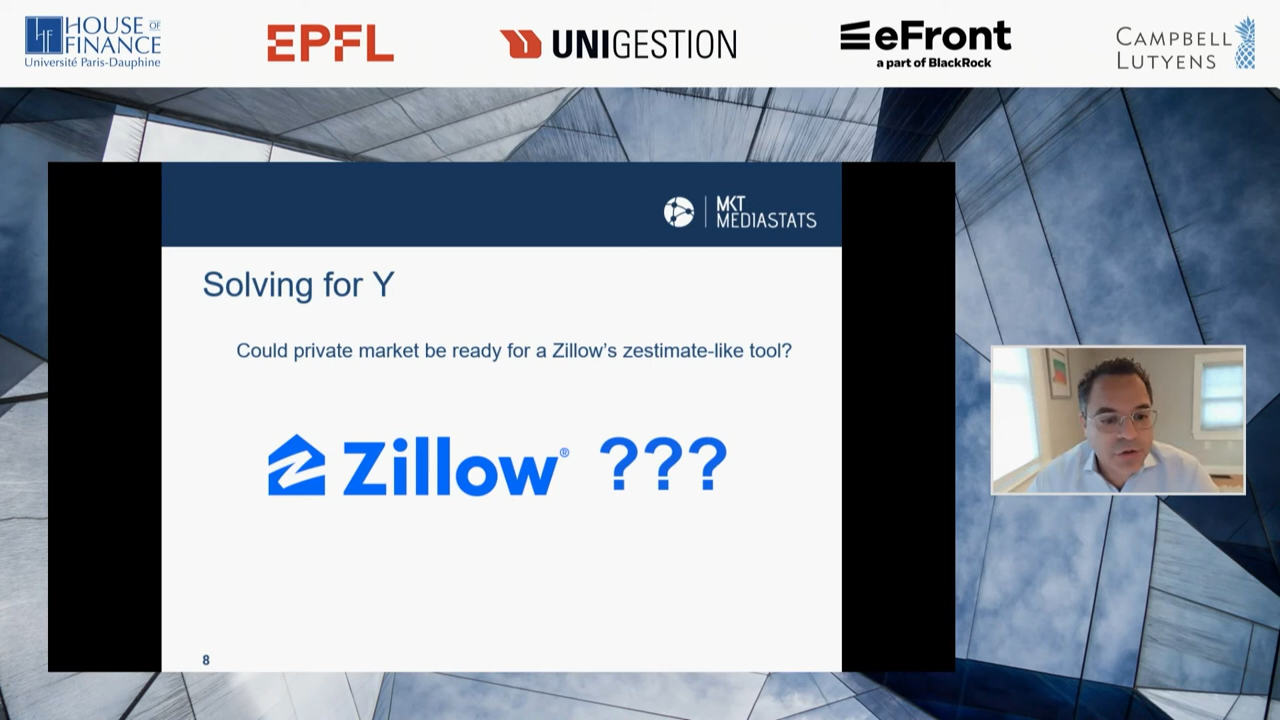 HOUSE OF
FINANCE
Université Paris-Dauphine
EPFL
UNIGESTION
eFront
a part of BlackRock
CAMPBELL
LUTYENS
MKT
MEDIASTATS
Solving for Y
Could private market be ready for a Zillow’s zestimate-like tool?
Zillow® ???
8